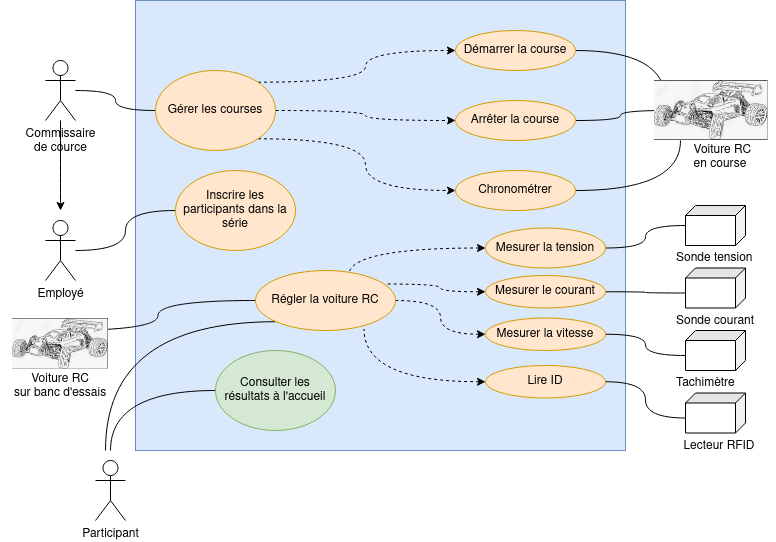 Démarrer la course
Gérer les courses
Arrêter la course
Commissaire
de cource
Voiture RC
en course
Chronométrer
Inscrire les
participants dans la
série
Mesurer la tension
Sonde tension
Employé
Régler la voiture RC
Mesurer le courant
Sonde courant
Mesurer la vitesse
Voiture RC
sur banc d'essais
Tachimètre
Consulter les
résultats à l'accueil
Lire ID
Lecteur RFID
Participant